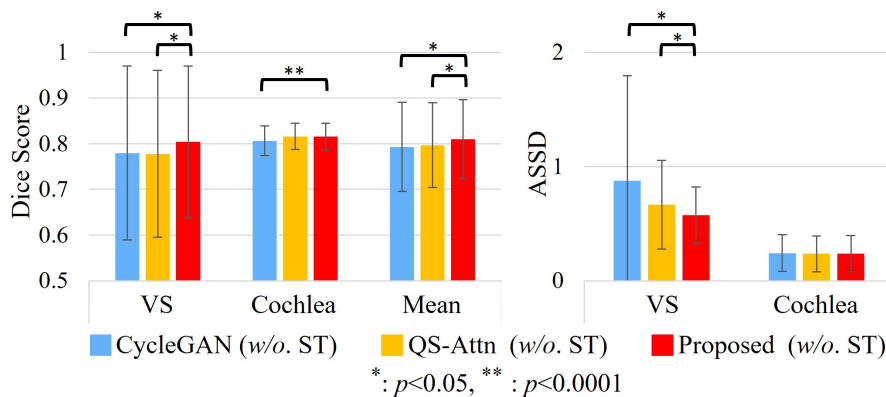 * * 1 * 2
* ** * *
0.9
Dice Score 0.8 ASSD 1
0.7
0.6
0.5 0
VS Cochlea Mean VS Cochlea
CycleGAN (w/o. ST) QS-Attn (w/o. ST) Proposed (w/o. ST)
*: p<0.05, ** : p<0.0001